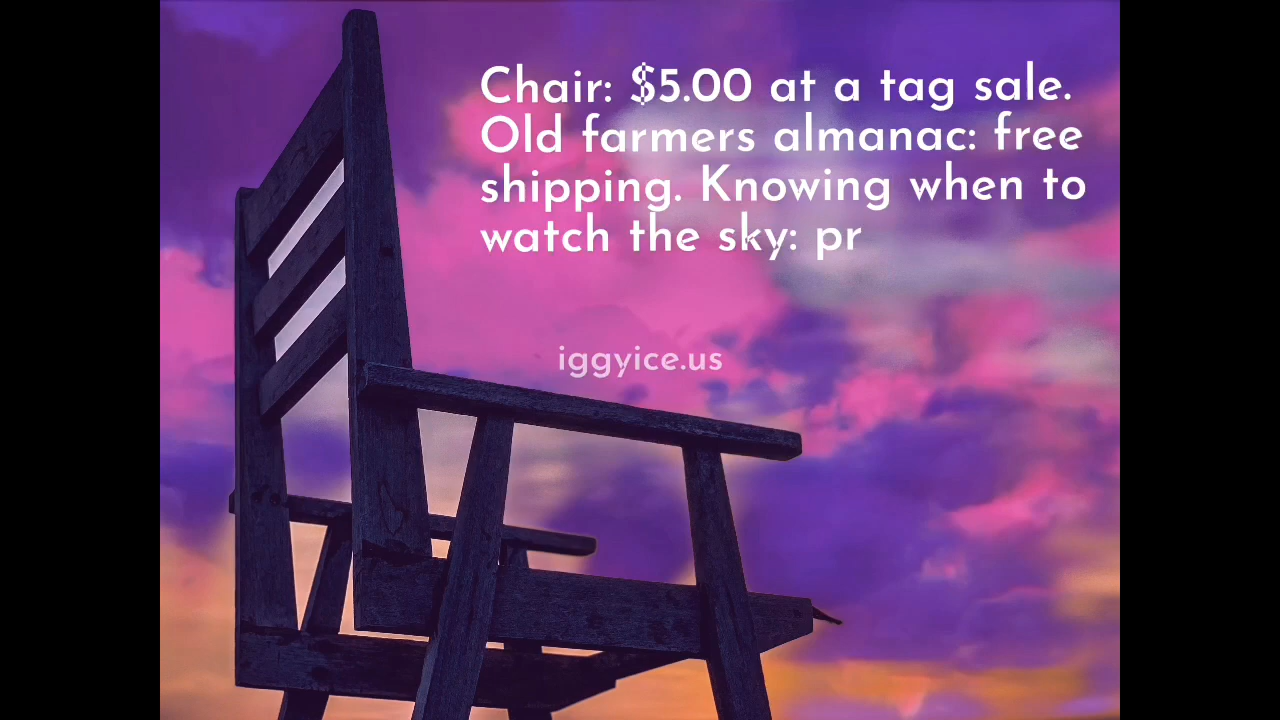 Chair: $5.00 at a tag sale.
Old farmers almanac: free
shipping. Knowing when to
watch the sky: pr
iggyice.us